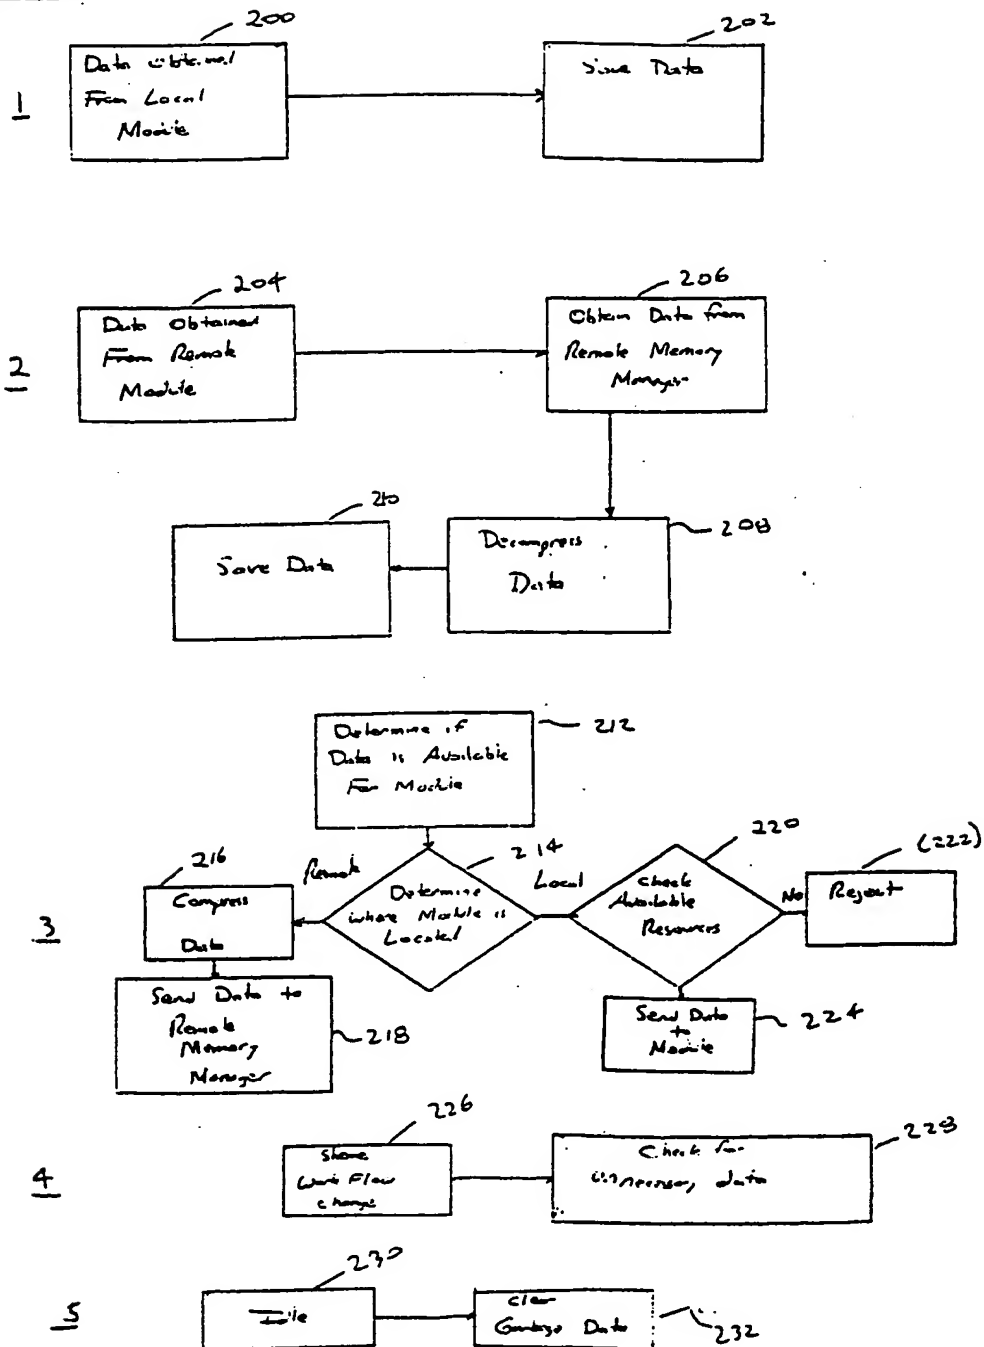 200
202
Data obtained
From Local
Module
Save Data
1
204
206
Data Obtained
From Remote
Module
Obtain Data from
Remote Memory
Manager
2
210
208
Save Data
Decompress
Data
212
Determine if
Data is Available
For Module
216
Remote
214
Local
220
(222)
Compress
Data
Determine
where Module is
Located
Check
Available
Resources
No
3
Send Data to
Remote
Memory
Manager
218
Send Data
to
Module
224
226
228
4
Work Flow
change
Check for
unnecessary data
230
5
Idle
Clear
Garbage Data
232